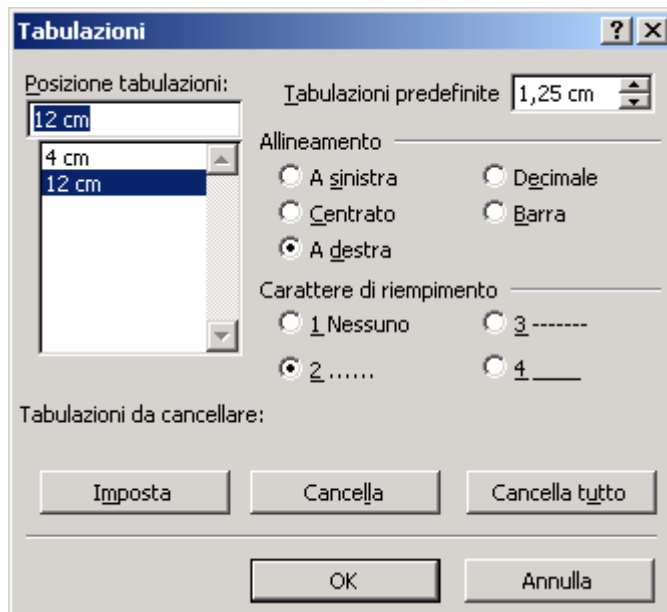 Tabulazioni
Posizione tabulazioni:
12 cm
4 cm
12 cm
Tabulazioni predefinite 1,25 cm
Allineamento
A sinistra Decimale
Centrato Barra
A destra
Carattere di riempimento
1 Nessuno 3 -------
2 ...... 4 ____
Tabulazioni da cancellare:
Imposta Cancella Cancella tutto
OK Annulla